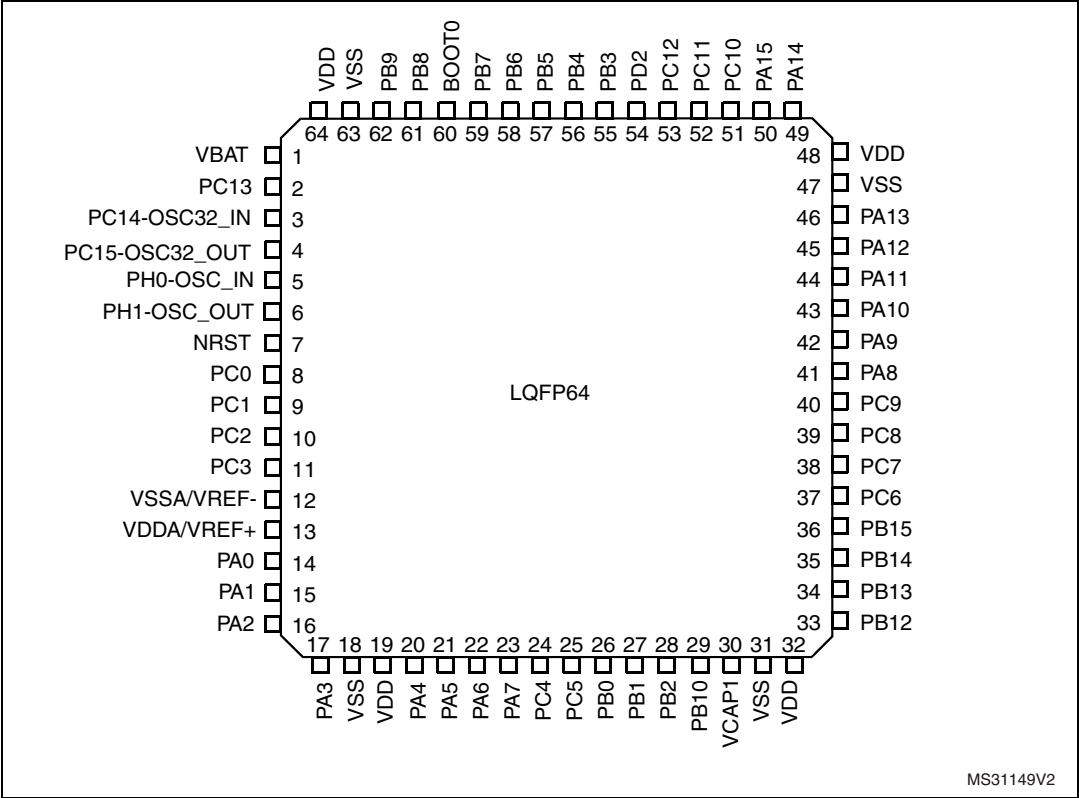 VDD
VSS
PB9
PB8
BOOT0
PB7
PB6
PB5
PB4
PB3
PD2
PC12
PC11
PC10
PA15
PA14
64 63 62 61 60 59 58 57 56 55 54 53 52 51 50 49
VBAT 1
PC13 2
PC14-OSC32_IN 3
PC15-OSC32_OUT 4
PH0-OSC_IN 5
PH1-OSC_OUT 6
NRST 7
PC0 8
PC1 9
PC2 10
PC3 11
VSSA/VREF- 12
VDDA/VREF+ 13
PA0 14
PA1 15
PA2 16
LQFP64
48 VDD
47 VSS
46 PA13
45 PA12
44 PA11
43 PA10
42 PA9
41 PA8
40 PC9
39 PC8
38 PC7
37 PC6
36 PB15
35 PB14
34 PB13
33 PB12
17 18 19 20 21 22 23 24 25 26 27 28 29 30 31 32
PA3
VSS
VDD
PA4
PA5
PA6
PA7
PC4
PC5
PB0
PB1
PB2
PB10
VCAP1
VSS
VDD
MS31149V2